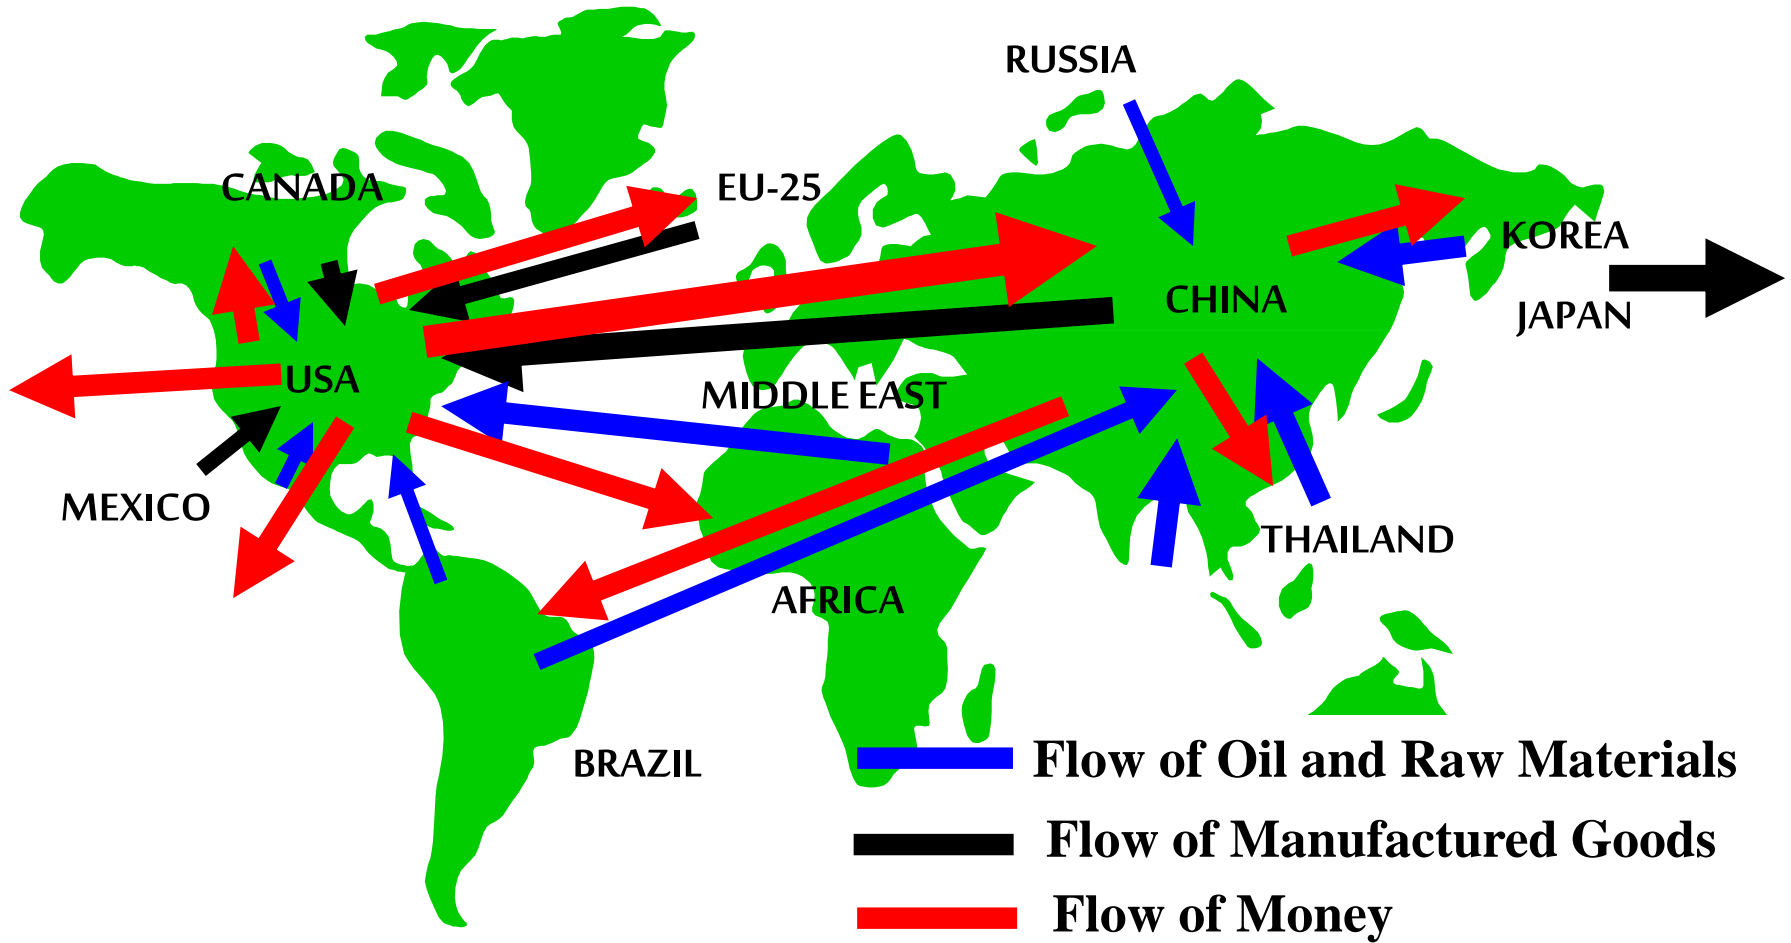 RUSSIA
CANADA
EU-25
KOREA
CHINA
JAPAN
USA
MIDDLE EAST
MEXICO
THAILAND
AFRICA
BRAZIL
Flow of Oil and Raw Materials
Flow of Manufactured Goods
Flow of Money